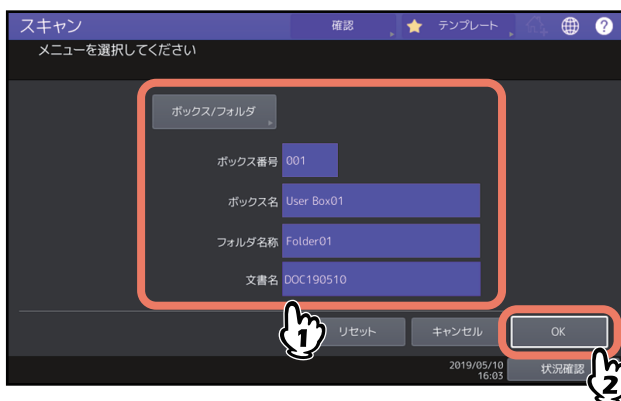 スキャン 確認 テンプレート ?
メニューを選択してください
ボックス/フォルダ
ボックス番号 001
ボックス名 User Box01
フォルダ名称 Folder01
文書名 DOC190510
1
リセット キャンセル OK
2019/05/10
16:03
状況確認
2